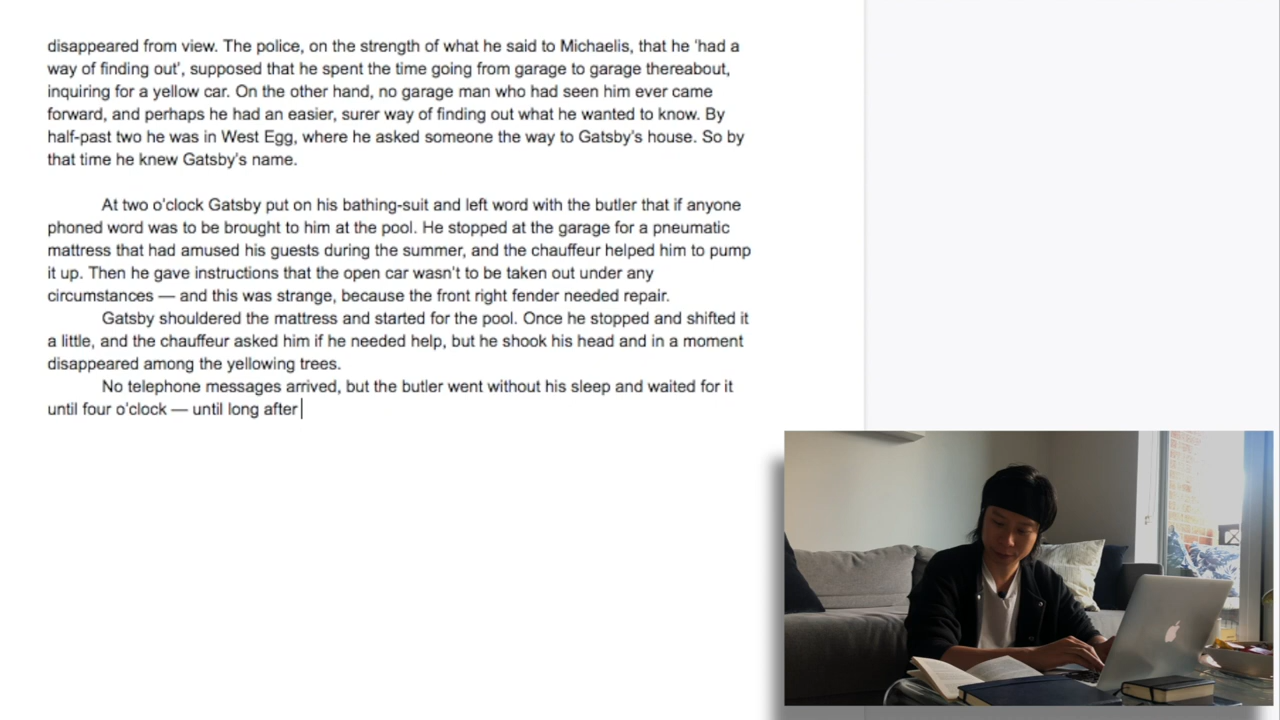 disappeared from view. The police, on the strength of what he said to Michaelis, that he 'had a
way of finding out', supposed that he spent the time going from garage to garage thereabout,
inquiring for a yellow car. On the other hand, no garage man who had seen him ever came
forward, and perhaps he had an easier, surer way of finding out what he wanted to know. By
half-past two he was in West Egg, where he asked someone the way to Gatsby's house. So by
that time he knew Gatsby's name.
At two o'clock Gatsby put on his bathing-suit and left word with the butler that if anyone
phoned word was to be brought to him at the pool. He stopped at the garage for a pneumatic
mattress that had amused his guests during the summer, and the chauffeur helped him to pump
it up. Then he gave instructions that the open car wasn't to be taken out under any
circumstances — and this was strange, because the front right fender needed repair.
Gatsby shouldered the mattress and started for the pool. Once he stopped and shifted it
a little, and the chauffeur asked him if he needed help, but he shook his head and in a moment
disappeared among the yellowing trees.
No telephone messages arrived, but the butler went without his sleep and waited for it
until four o'clock — until long after